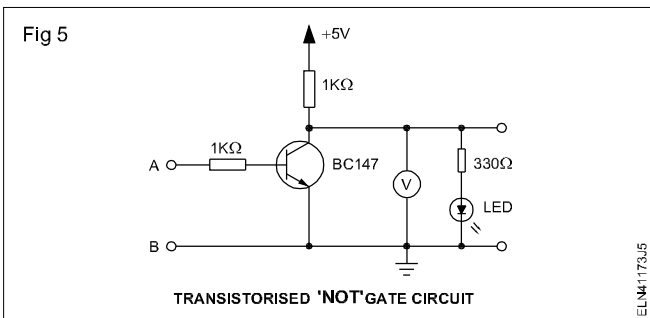 Fig 5
+5V
1KΩ
1KΩ
A
BC147
V
330Ω
LED
B
TRANSISTORISED 'NOT' GATE CIRCUIT
ELN41173J5